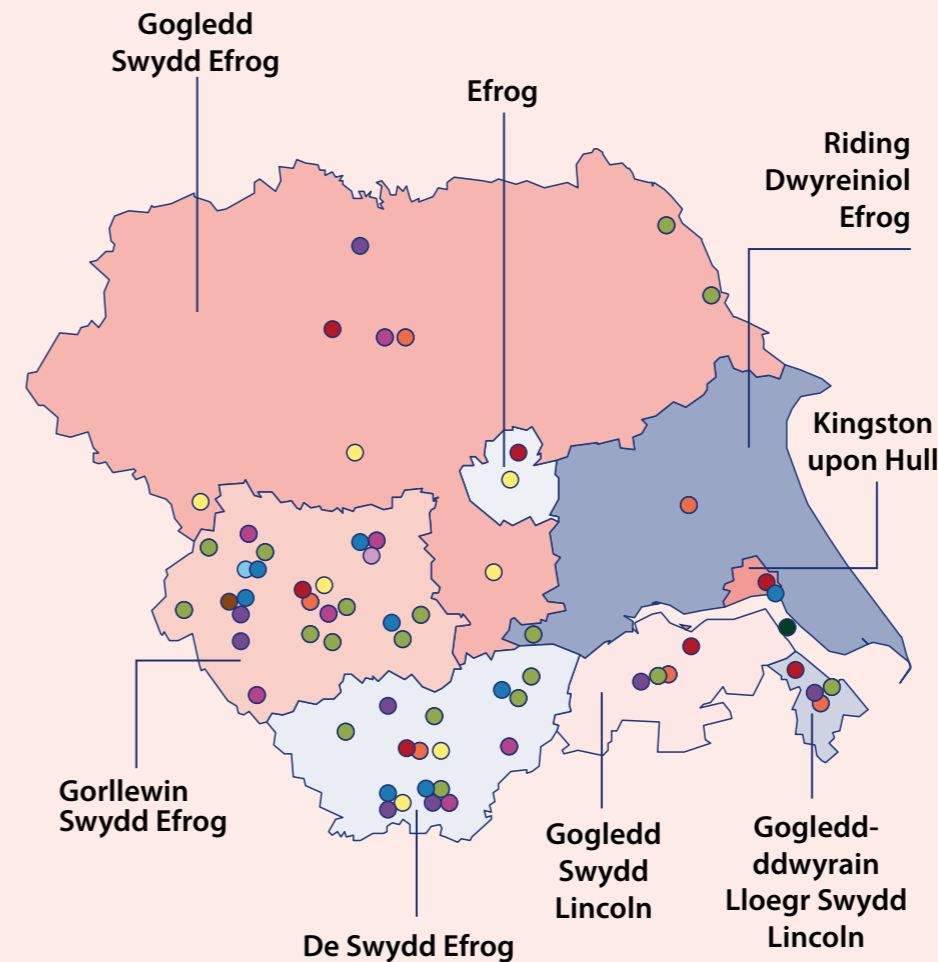 Gogledd
Swydd Efrog
Efrog
Riding
Dwyreiniol
Efrog
Kingston
upon Hull
Gorllewin
Swydd Efrog
De Swydd Efrog
Gogledd
Swydd
Lincoln
Gogledd-
ddwyrain
Lloegr Swydd
Lincoln